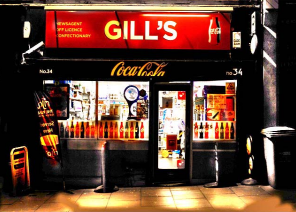 NEWSAGENT
OFF LICENCE
CONFECTIONARY
GILL'S
No.34
Coca-Cola
no 34